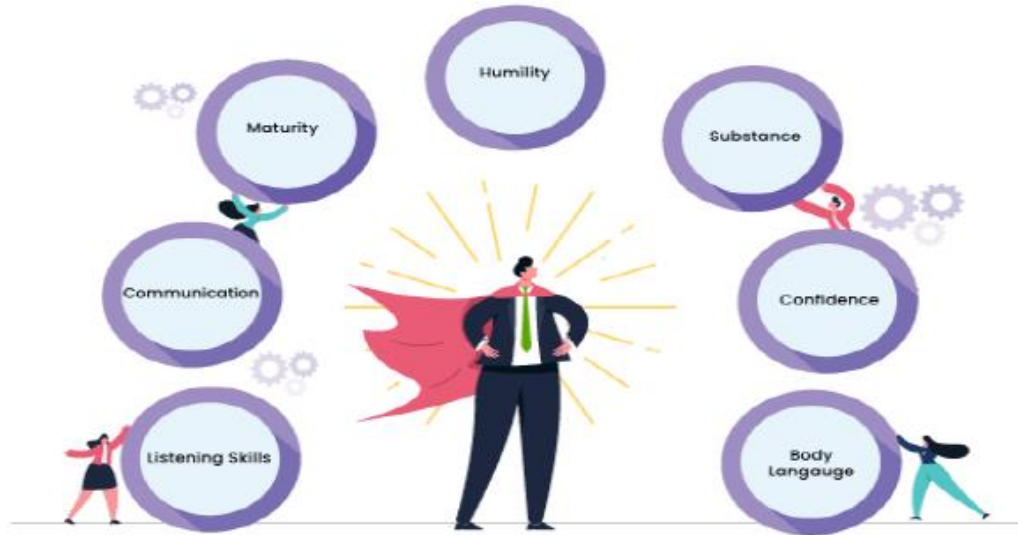 Humility
Maturity
Substance
Communication
Confidence
Listening Skills
Body
Langauge